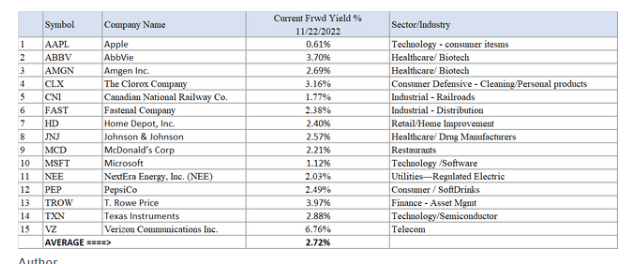 Symbol Company Name Current Frwd Yield % 11/22/2022 Sector/Industry
1 AAPL Apple 0.61% Technology - consumer itesms
2 ABBV AbbVie 3.70% Healthcare/ Biotech
3 AMGN Amgen Inc. 2.69% Healthcare/ Biotech
4 CLX The Clorox Company 3.16% Consumer Defensive - Cleaning/Personal products
5 CNI Canadian National Railway Co. 1.77% Industrial - Railroads
6 FAST Fastenal Company 2.38% Industrial - Distribution
7 HD Home Depot, Inc. 2.40% Retail/Home Improvement
8 JNJ Johnson & Johnson 2.57% Healthcare/ Drug Manufacturers
9 MCD McDonald's Corp 2.21% Restaurants
10 MSFT Microsoft 1.12% Technology /Software
11 NEE NextEra Energy, Inc. (NEE) 2.03% Utilities—Regulated Electric
12 PEP PepsiCo 2.49% Consumer / SoftDrinks
13 TROW T. Rowe Price 3.97% Finance - Asset Mgmt
14 TXN Texas Instruments 2.88% Technology/Semiconductor
15 VZ Verizon Communications Inc. 6.76% Telecom
AVERAGE ====> 2.72%
Author